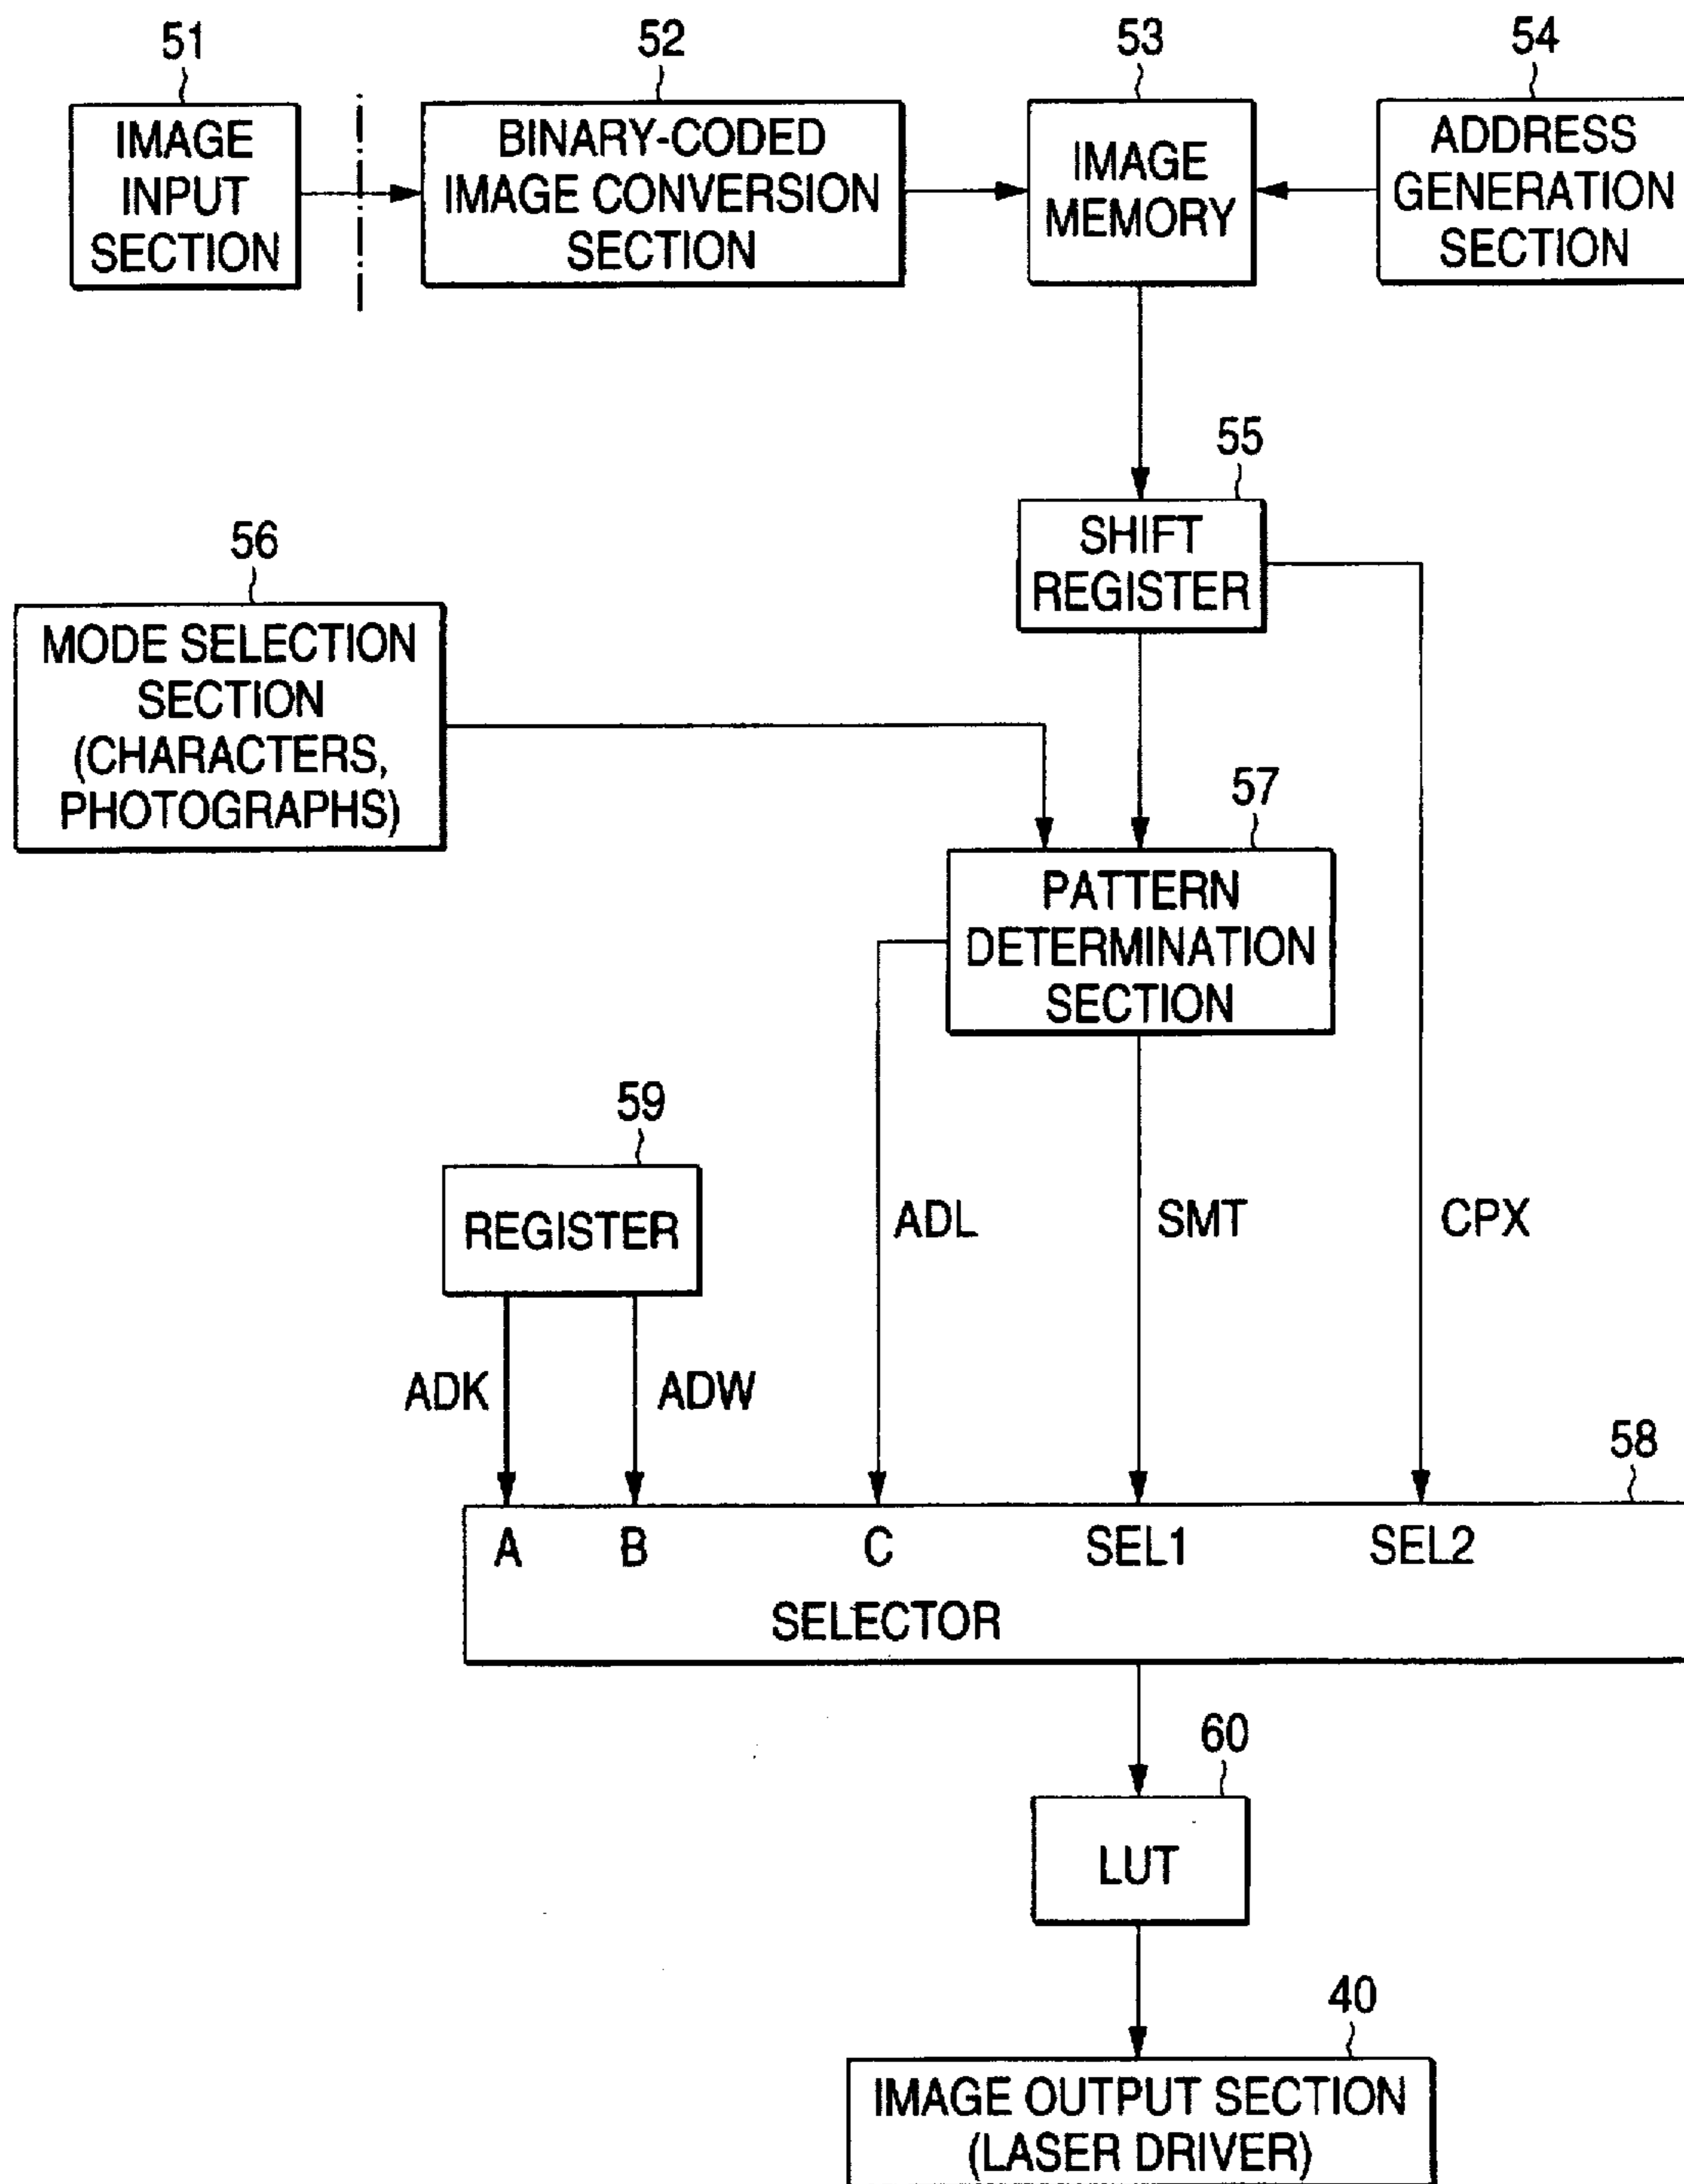 51
52
53
54
IMAGE
INPUT
SECTION
BINARY-CODED
IMAGE CONVERSION
SECTION
IMAGE
MEMORY
ADDRESS
GENERATION
SECTION
55
SHIFT
REGISTER
56
MODE SELECTION
SECTION
(CHARACTERS,
PHOTOGRAPHS)
57
PATTERN
DETERMINATION
SECTION
59
REGISTER
ADL
SMT
CPX
ADK
ADW
58
A
B
C
SEL1
SEL2
SELECTOR
60
LUT
40
IMAGE OUTPUT SECTION
(LASER DRIVER)